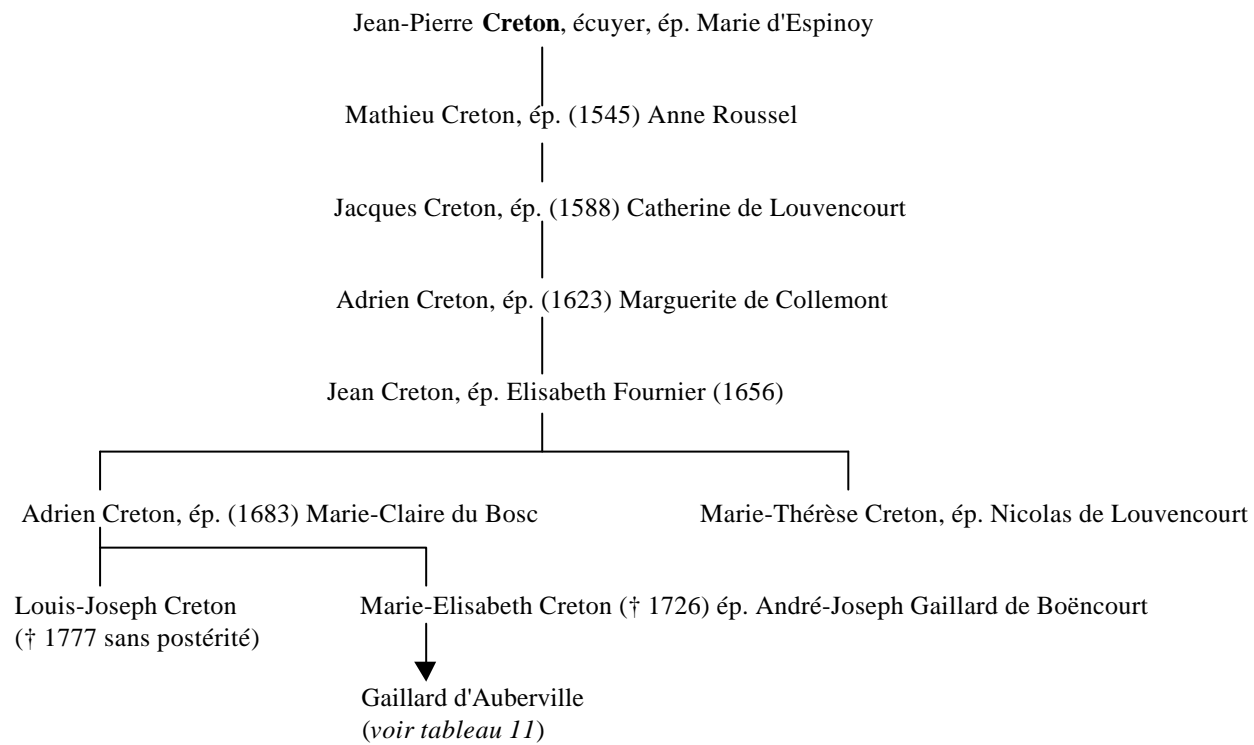 Jean-Pierre Creton, écuyer, ép. Marie d'Espinoy
Mathieu Creton, ép. (1545) Anne Roussel
Jacques Creton, ép. (1588) Catherine de Louvencourt
Adrien Creton, ép. (1623) Marguerite de Collemont
Jean Creton, ép. Elisabeth Fournier (1656)
Adrien Creton, ép. (1683) Marie-Claire du Bosc
Marie-Thérèse Creton, ép. Nicolas de Louvencourt
Louis-Joseph Creton
(† 1777 sans postérité)
Marie-Elisabeth Creton († 1726) ép. André-Joseph Gaillard de Boëncourt
Gaillard d'Auberville
(voir tableau 11)